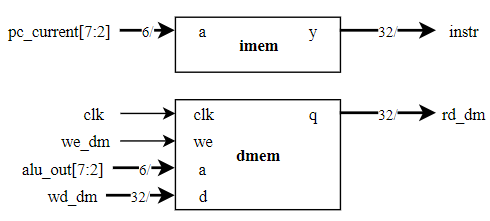 pc_current[7:2] 6/ a imem y 32/ instr
clk clk q 32/ rd_dm
we_dm we
dmem
alu_out[7:2] 6/ a
wd_dm 32/ d